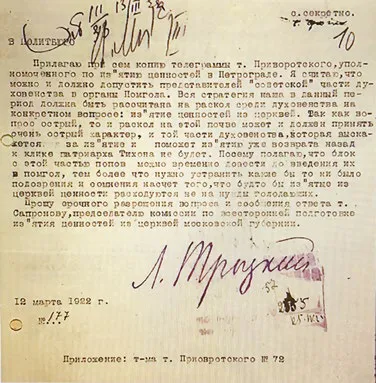 с. секретно.
10
В ПОЛИТБЮРО
Прилагаю при сем копию телеграммы т. Приворотского, упол-
номоченного по из"ятию ценностей в Петрограде. Я считаю, что
можно и должно допустить представителей "советской" части ду-
ховенства в органы Помгола. Вся стратегия наша в данный пе-
риод должна быть рассчитана на раскол среди духовенства на
конкретном вопросе: из"ятие ценностей из церквей. Так как во-
прос острый, то и раскол на этой почве может и должен принять
очень острый характер, и той части духовенства, которая выска-
жется за из"ятие и поможет из"ятию уже возврата назад
к клике патриарха Тихона не будет. Посему полагаю, что блок
с этой частью попов можно временно довести до введения их
в помгол, тем более что нужно устранить какие бы то ни было
подозрения и сомнения насчет того, что будто бы из"ятые из
церквей ценности расходуются не на нужды голодающих.
Прошу срочного разрешения вопроса и сообщения ответа т.
Сапронову, председателю комиссии по всесторонней подготовке
из"ятия ценностей из церквей московской губернии.
Л. Троцкий
12 марта 1922 г.
№ 177
Приложение: т-ма т. Приовротского № 72